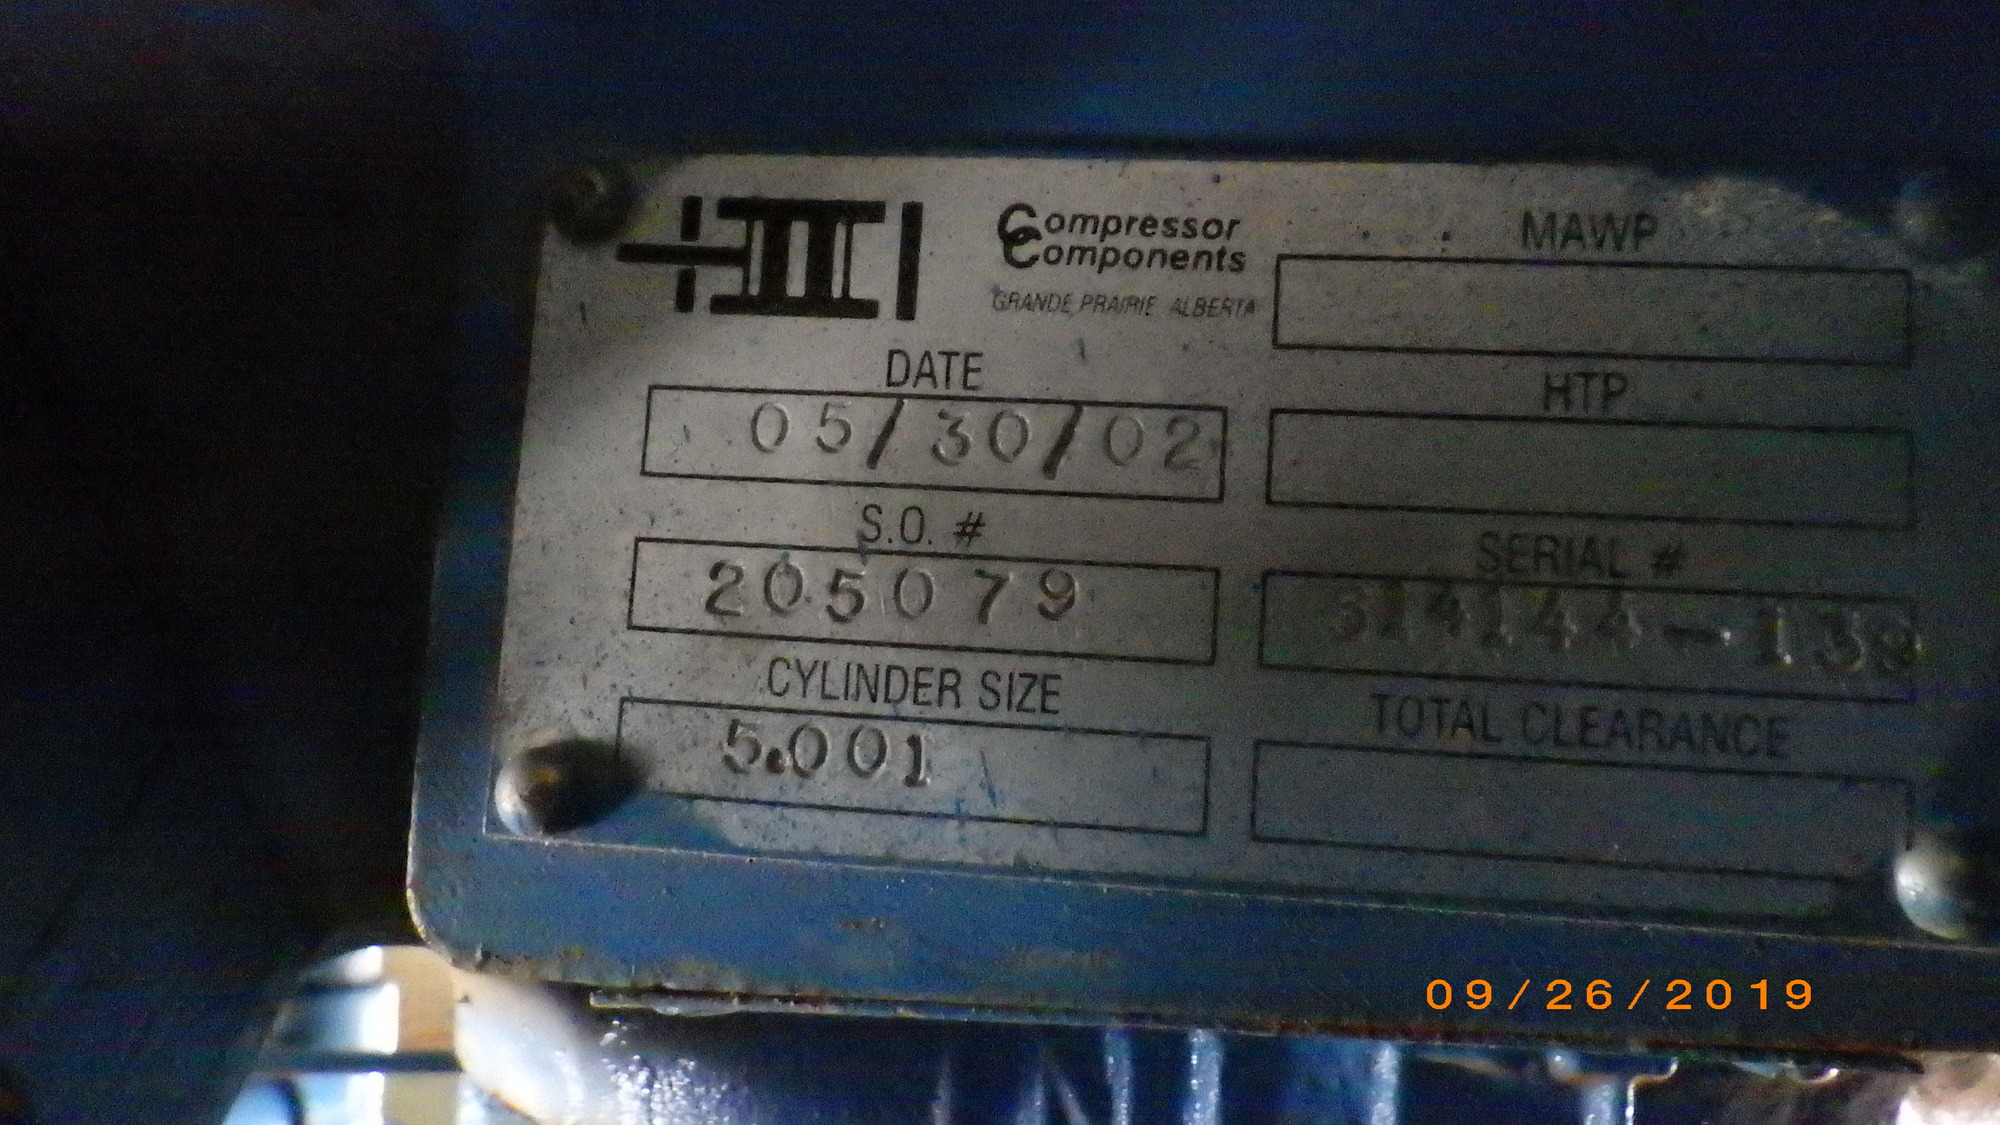 Compressor
Components
GRANDE PRAIRIE ALBERTA
MAWP
DATE
05/30/02
HTP
S.O. #
205079
SERIAL #
CYLINDER SIZE
5.001
TOTAL CLEARANCE
09/26/2019